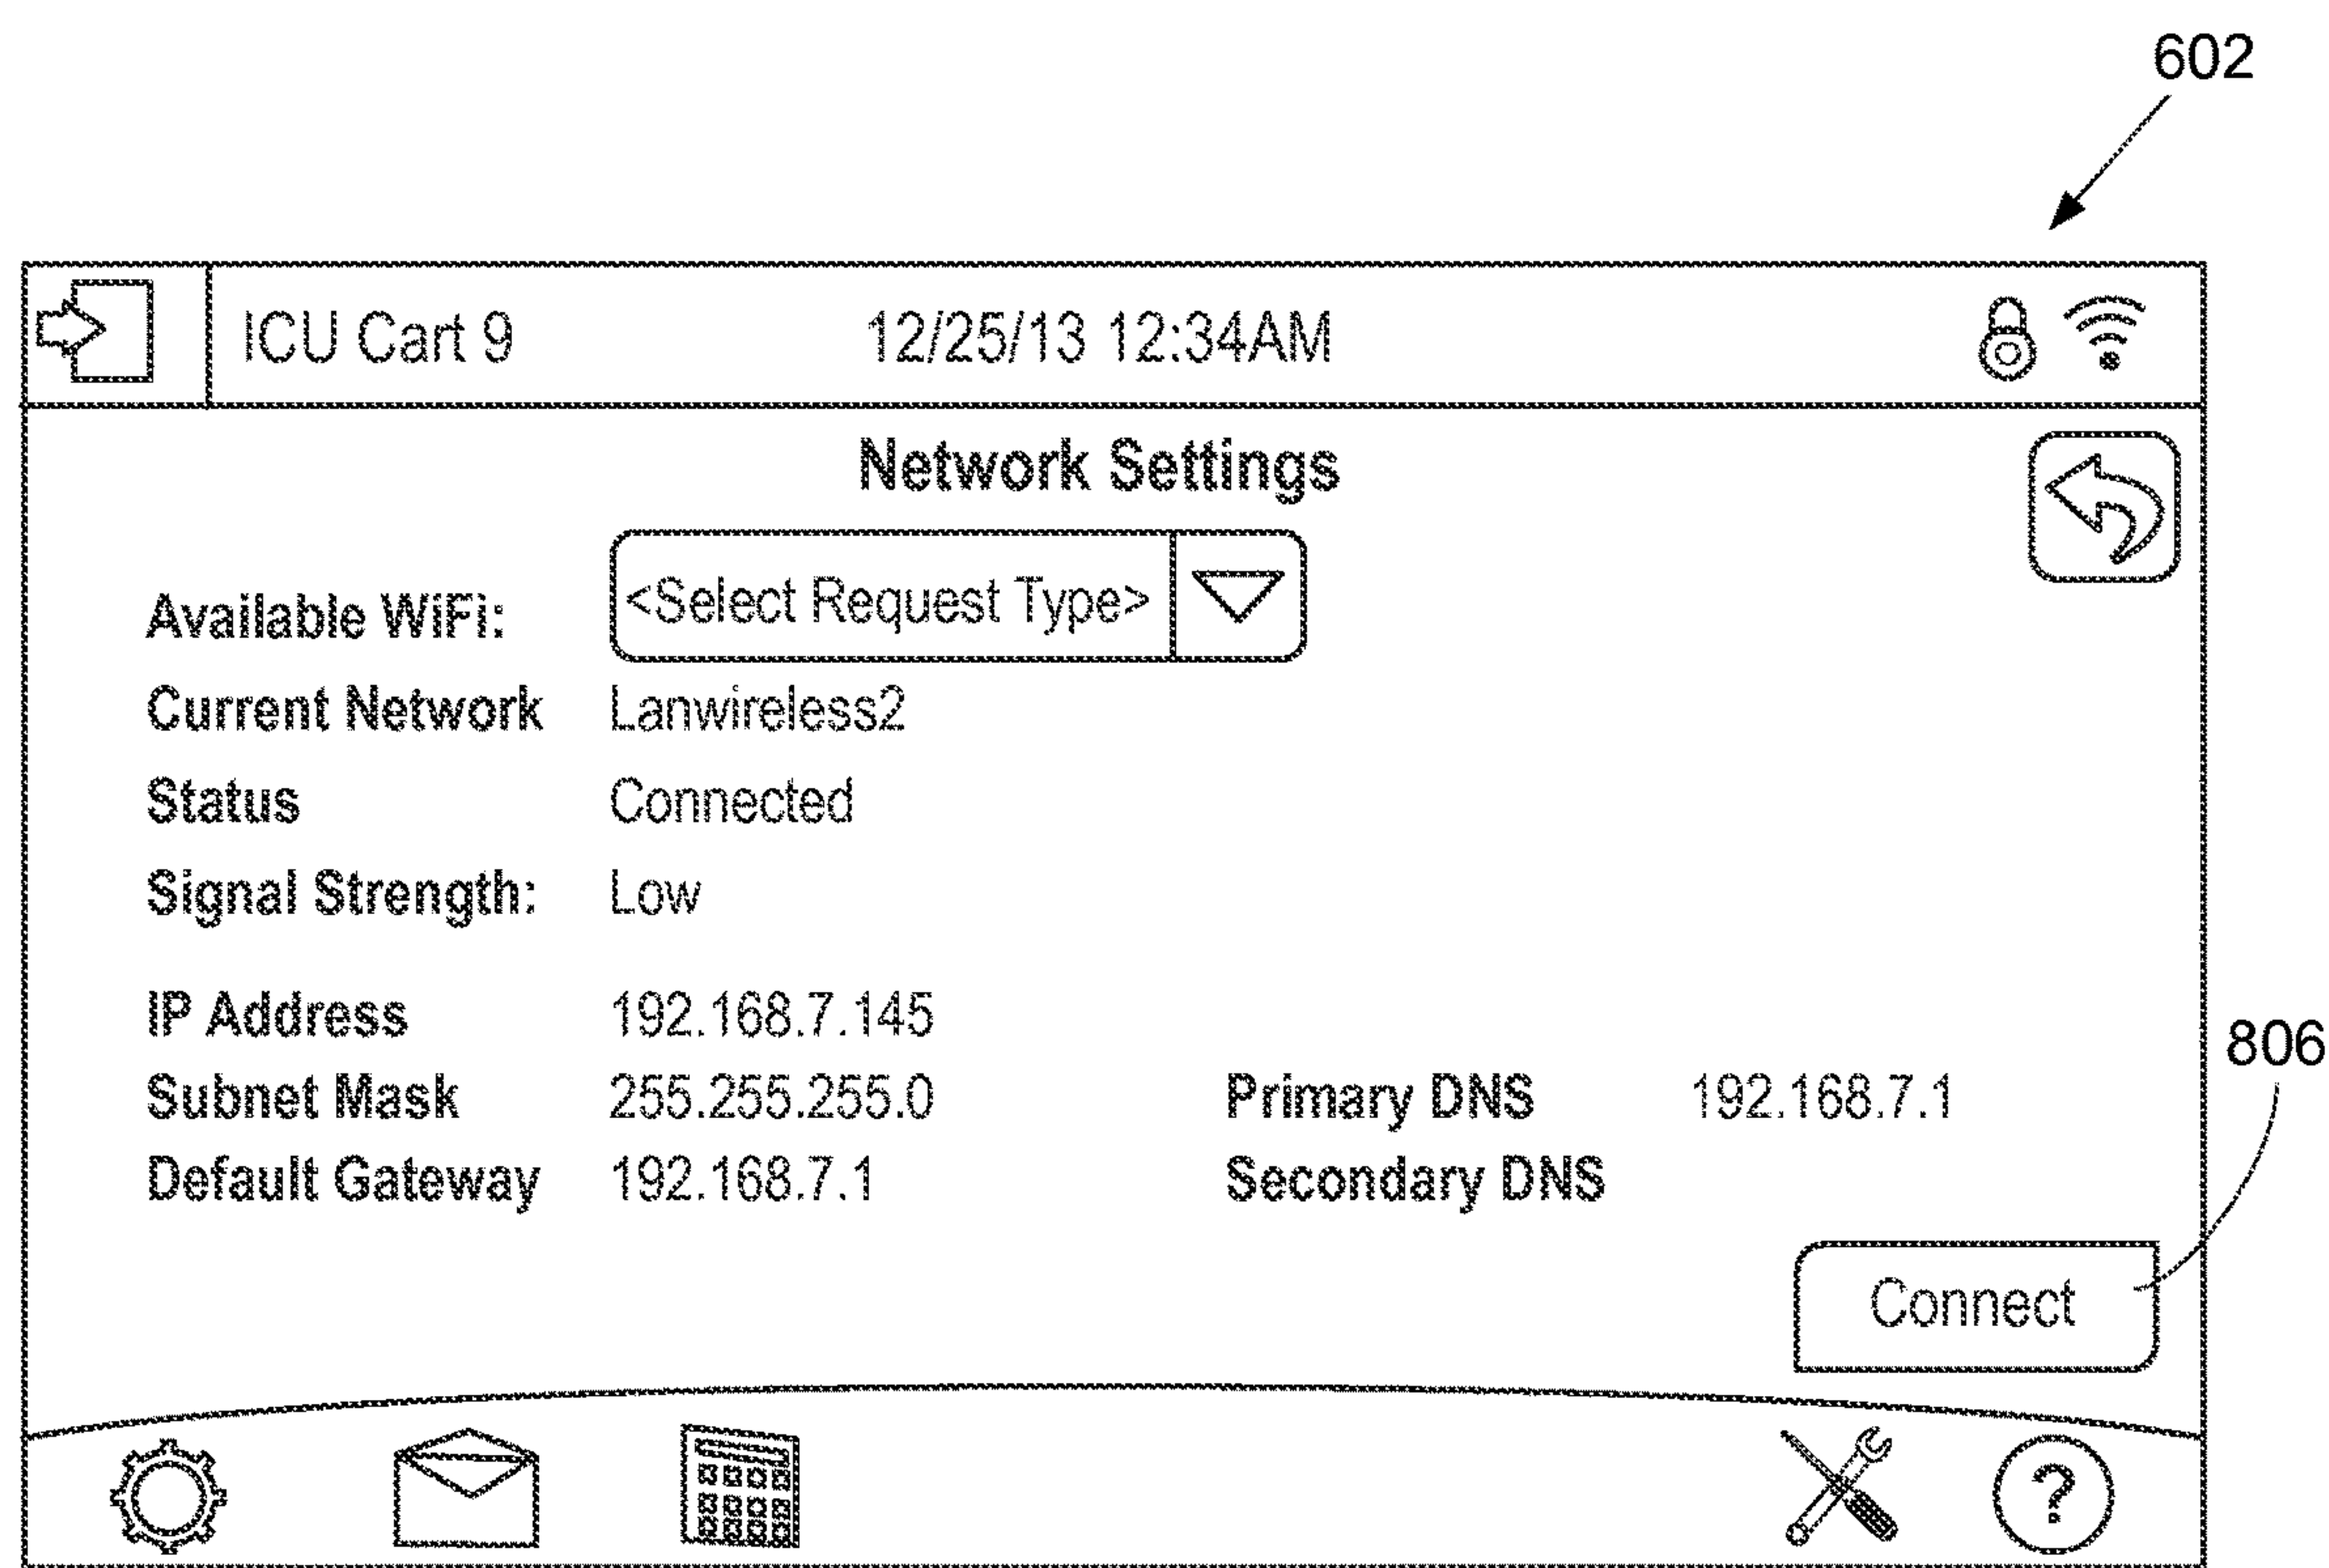 602
ICU Cart 9 12/25/13 12:34AM
Network Settings
Available WiFi: <Select Request Type>
Current Network Lanwireless2
Status Connected
Signal Strength: Low
IP Address 192.168.7.145
806
Subnet Mask 255.255.255.0 Primary DNS 192.168.7.1
Default Gateway 192.168.7.1 Secondary DNS
Connect
?